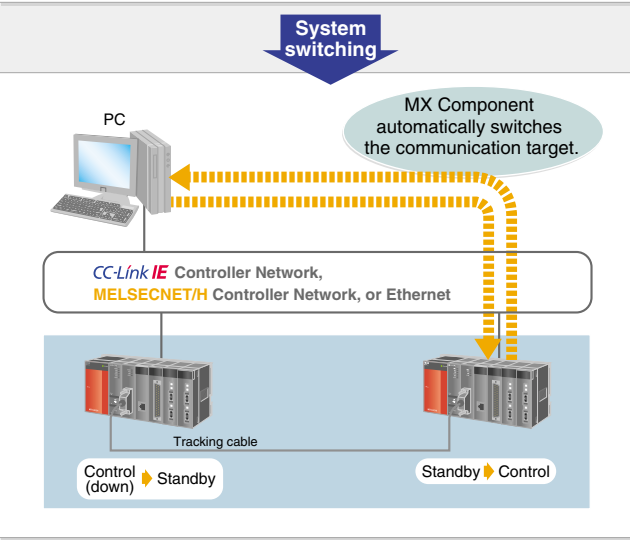 System
switching
MX Component
automatically switches
the communication target.
PC
CC-Link IE Controller Network,
MELSECNET/H Controller Network, or Ethernet
Tracking cable
Control
(down)
Standby
Standby
Control